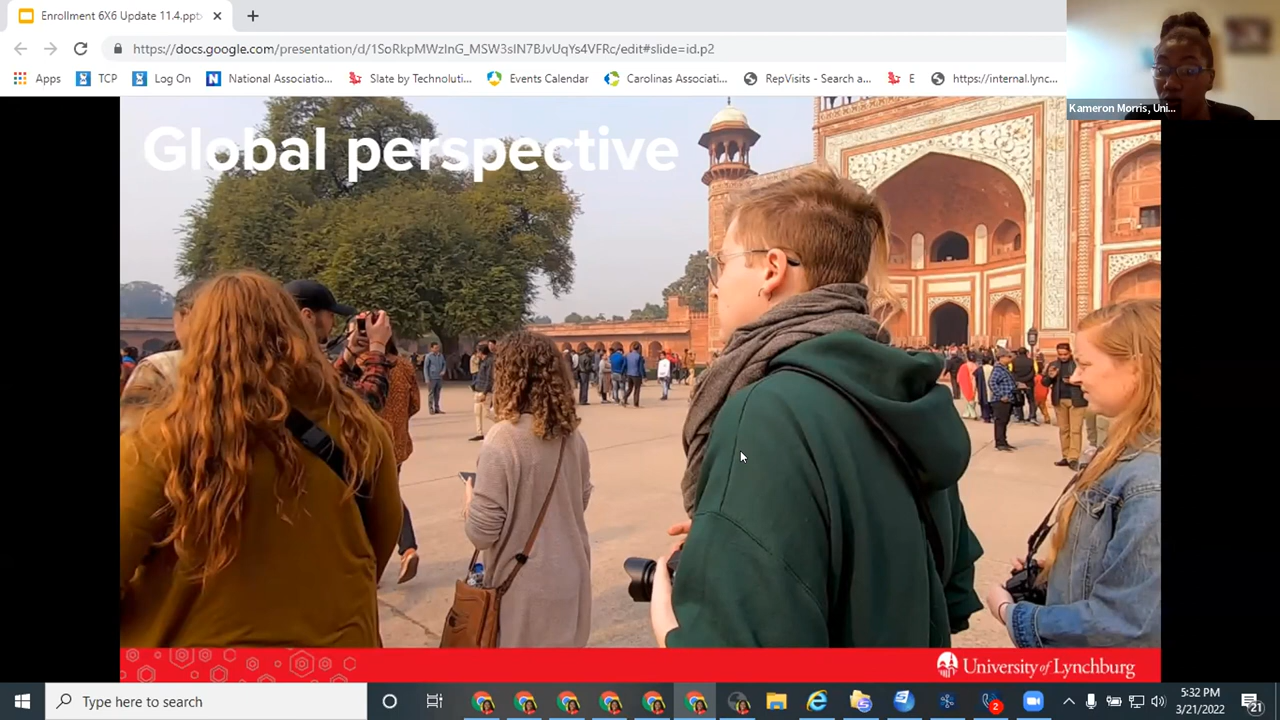 Enrollment 6X6 Update 11.4.ppt
https://docs.google.com/presentation/d/1SoRkpMWzInG_MSW3sIN7BJvUqYs4VFRc/edit#slide=id.p2
Apps
TCP
Log On
National Associatio...
Slate by Technoluti...
Events Calendar
Carolinas Associati...
RepVisits - Search a...
E
https://internal.lync...
Kameron Morris, Uni...
Global perspective
University of Lynchburg
Type here to search
2
5:32 PM
3/21/2022
21